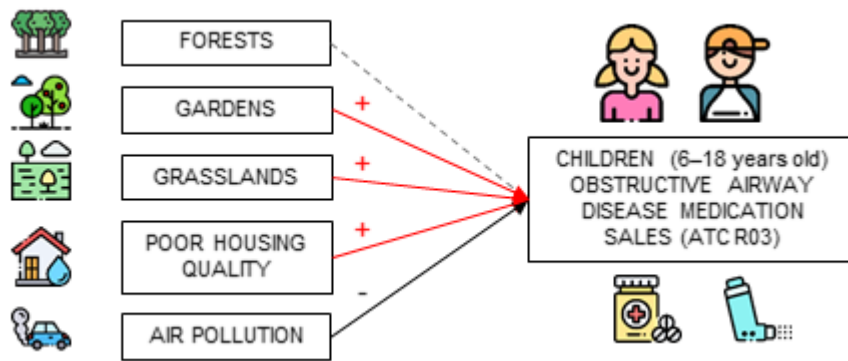 FORESTS
GARDENS
+
GRASSLANDS
+
POOR HOUSING
QUALITY
+
AIR POLLUTION
-
CHILDREN (6–18 years old)
OBSTRUCTIVE AIRWAY
DISEASE MEDICATION
SALES (ATC R03)